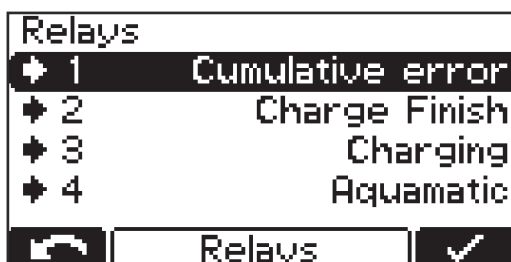 Relays
1 Cumulative error
2 Charge Finish
3 Charging
4 Aquamatic
Relays